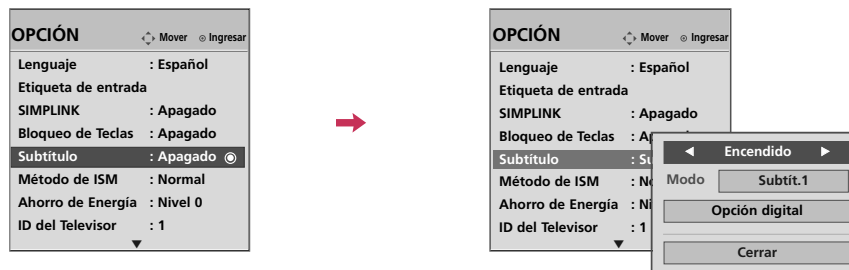 OPCIÓN Mover Ingresar
Lenguaje : Español
Etiqueta de entrada
SIMPLINK : Apagado
Bloqueo de Teclas : Apagado
Subtítulo : Apagado
Método de ISM : Normal
Ahorro de Energía : Nivel 0
ID del Televisor : 1
OPCIÓN Mover Ingresar
Lenguaje : Español
Etiqueta de entrada
SIMPLINK : Apagado
Bloqueo de Teclas
Subtítulo
Método de ISM
Ahorro de Energía
ID del Televisor : 1
Encendido
Modo Subtít.1
Opción digital
Cerrar